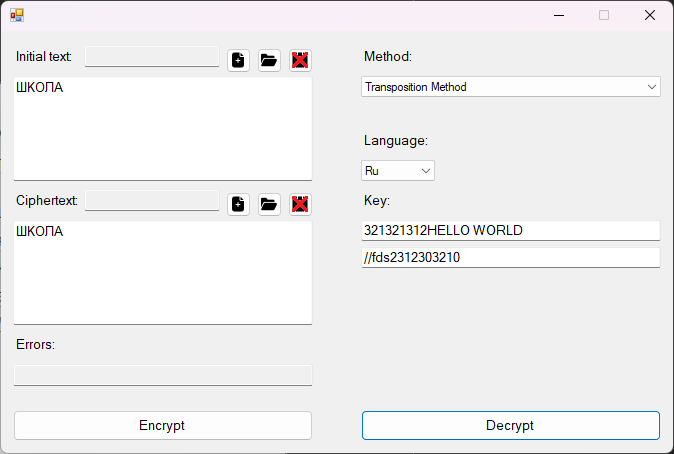 Initial text:
Method:
ШКОЛА
Transposition Method
Language:
Ru
Ciphertext:
Key:
ШКОЛА
321321312HELLO WORLD
//fds2312303210
Errors:
Encrypt
Decrypt